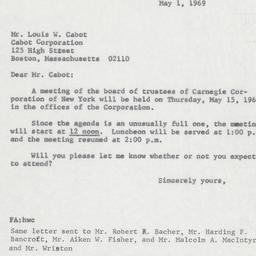 May 1, 1969
Mr. Louis W. Cabot
Cabot Corporation
125 High Street
Boston, Massachusetts 02110
Dear Mr. Cabot:
A meeting of the board of trustees of Carnegie Cor-
poration of New York will be held on Thursday, May 15, 196
in the offices of the Corporation.
Since the agenda is an unusually full one, the meetin
will start at 12 noon. Luncheon will be served at 1:00 p.
and the meeting resumed at 2:00 p.m.
Will you please let me know whether or not you expect
to attend?
Sincerely yours,
FA:hwc
Same letter sent to Mr. Robert F. Bacher, Mr. Harding F.
Bancroft, Mr. Aiken W. Fisher, and Mr. Malcolm A. MacIntyr
and Mr. Wriston